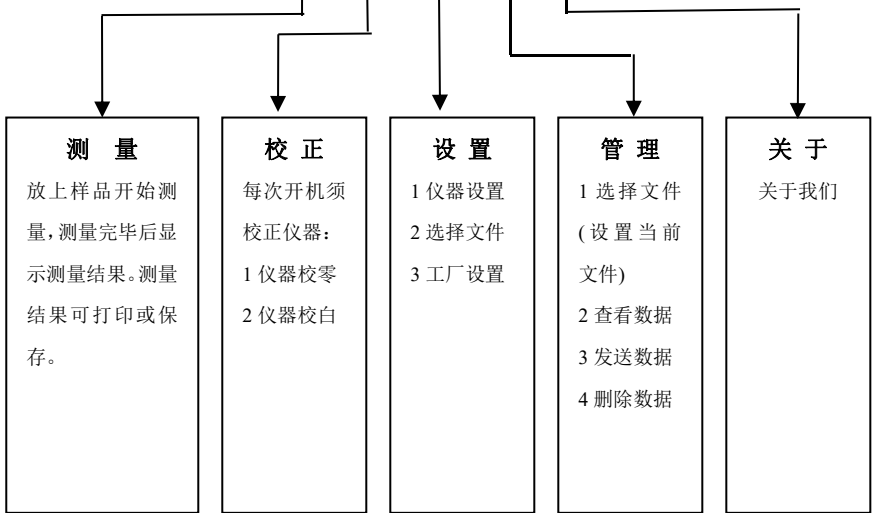 测 量
放上样品开始测
量,测量完毕后显
示测量结果。测量
结果可打印或保
存。
校 正
每次开机须
校正仪器：
1 仪器校零
2 仪器校白
设 置
1 仪器设置
2 选择文件
3 工厂设置
管 理
1 选择文件
(设置当前
文件)
2 查看数据
3 发送数据
4 删除数据
关 于
关于我们